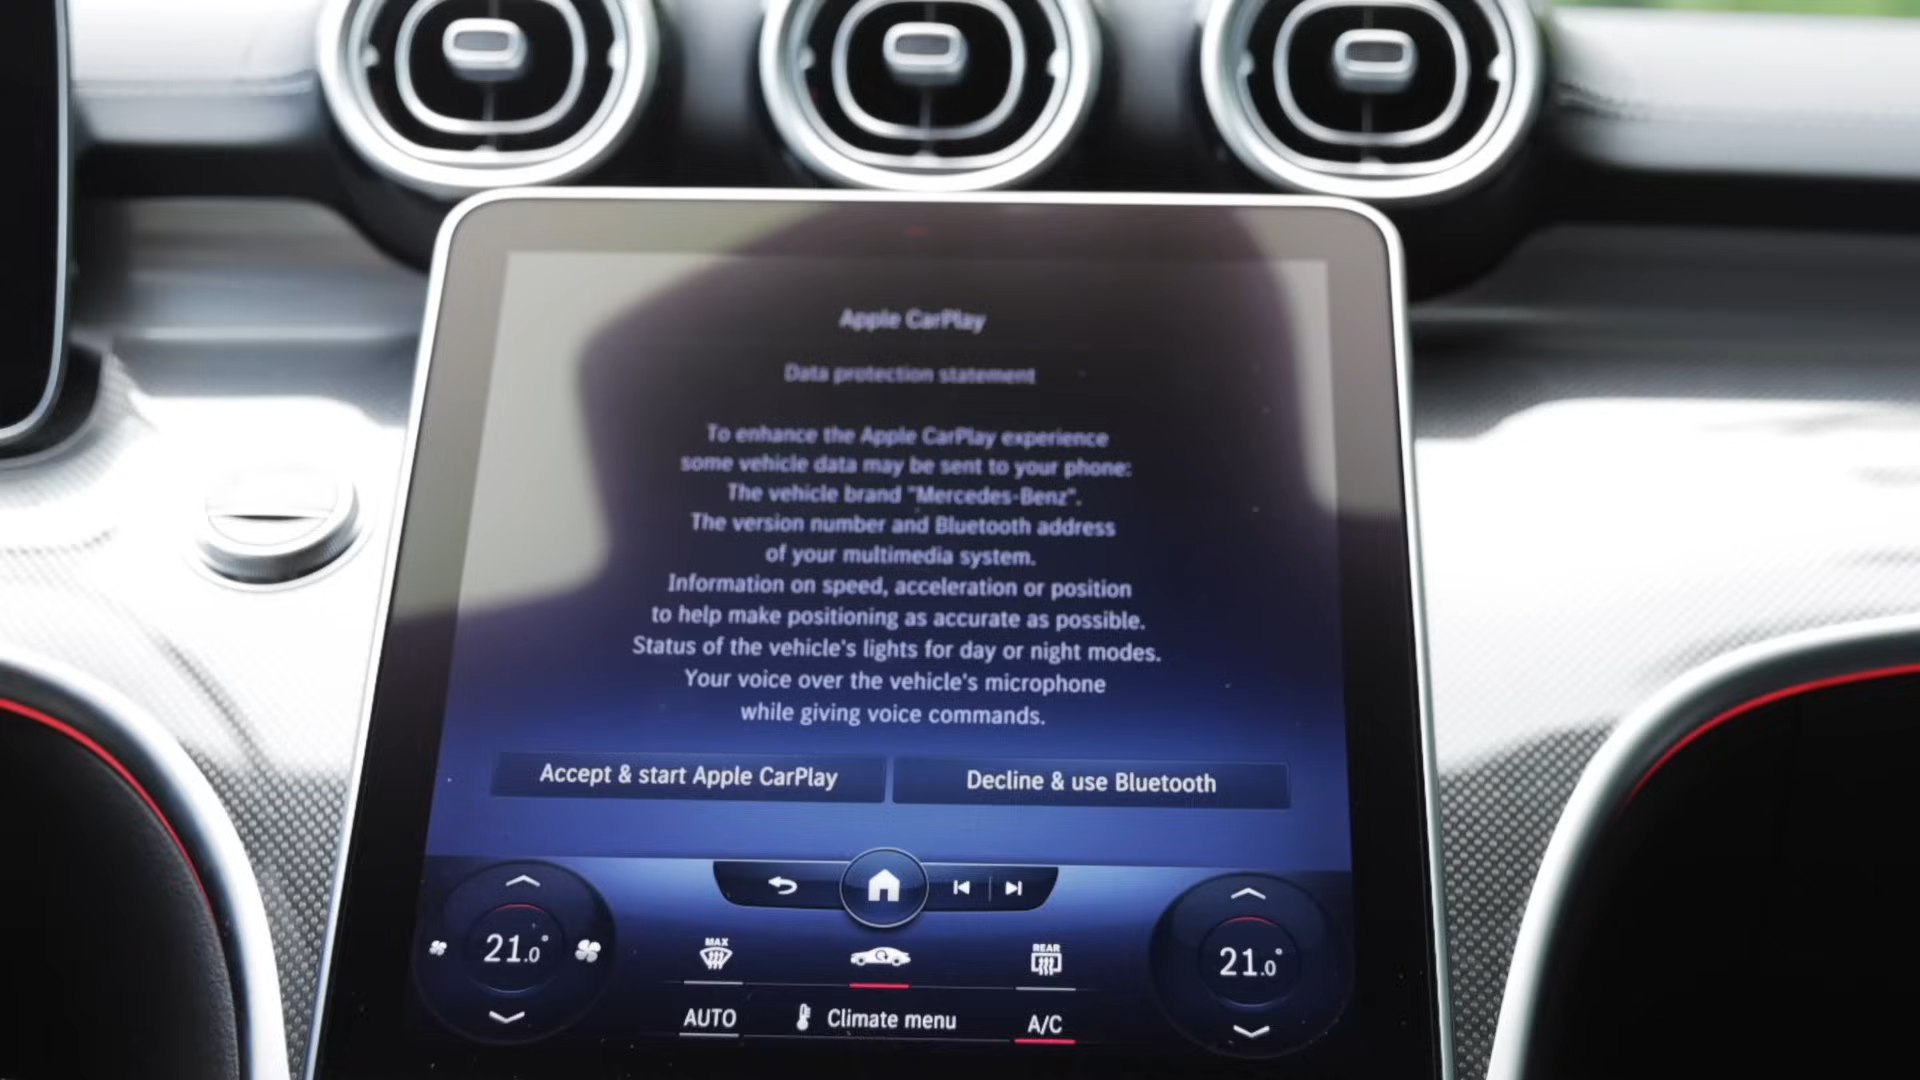 Apple CarPlay
Data protection statement
To enhance the Apple CarPlay experience
some vehicle data may be sent to your phone:
The vehicle brand "Mercedes-Benz".
The version number and Bluetooth address
of your multimedia system.
Information on speed, acceleration or position
to help make positioning as accurate as possible.
Status of the vehicle's lights for day or night modes.
Your voice over the vehicle's microphone
while giving voice commands.
Accept & start Apple CarPlay
Decline & use Bluetooth
MAX
REAR
21.0°
21.0°
AUTO
Climate menu
A/C